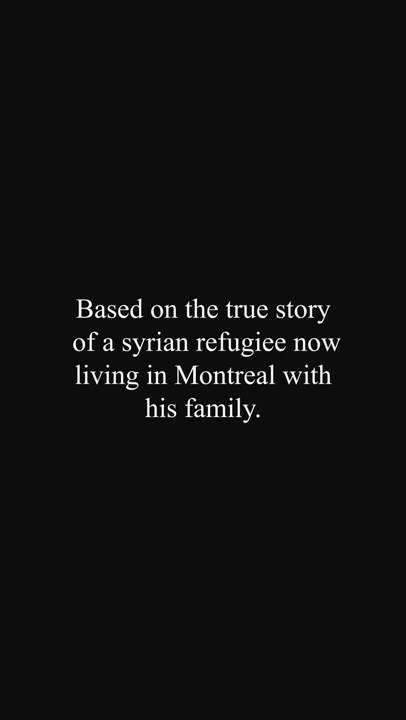 Based on the true story
of a syrian refugiee now
living in Montreal with
his family.